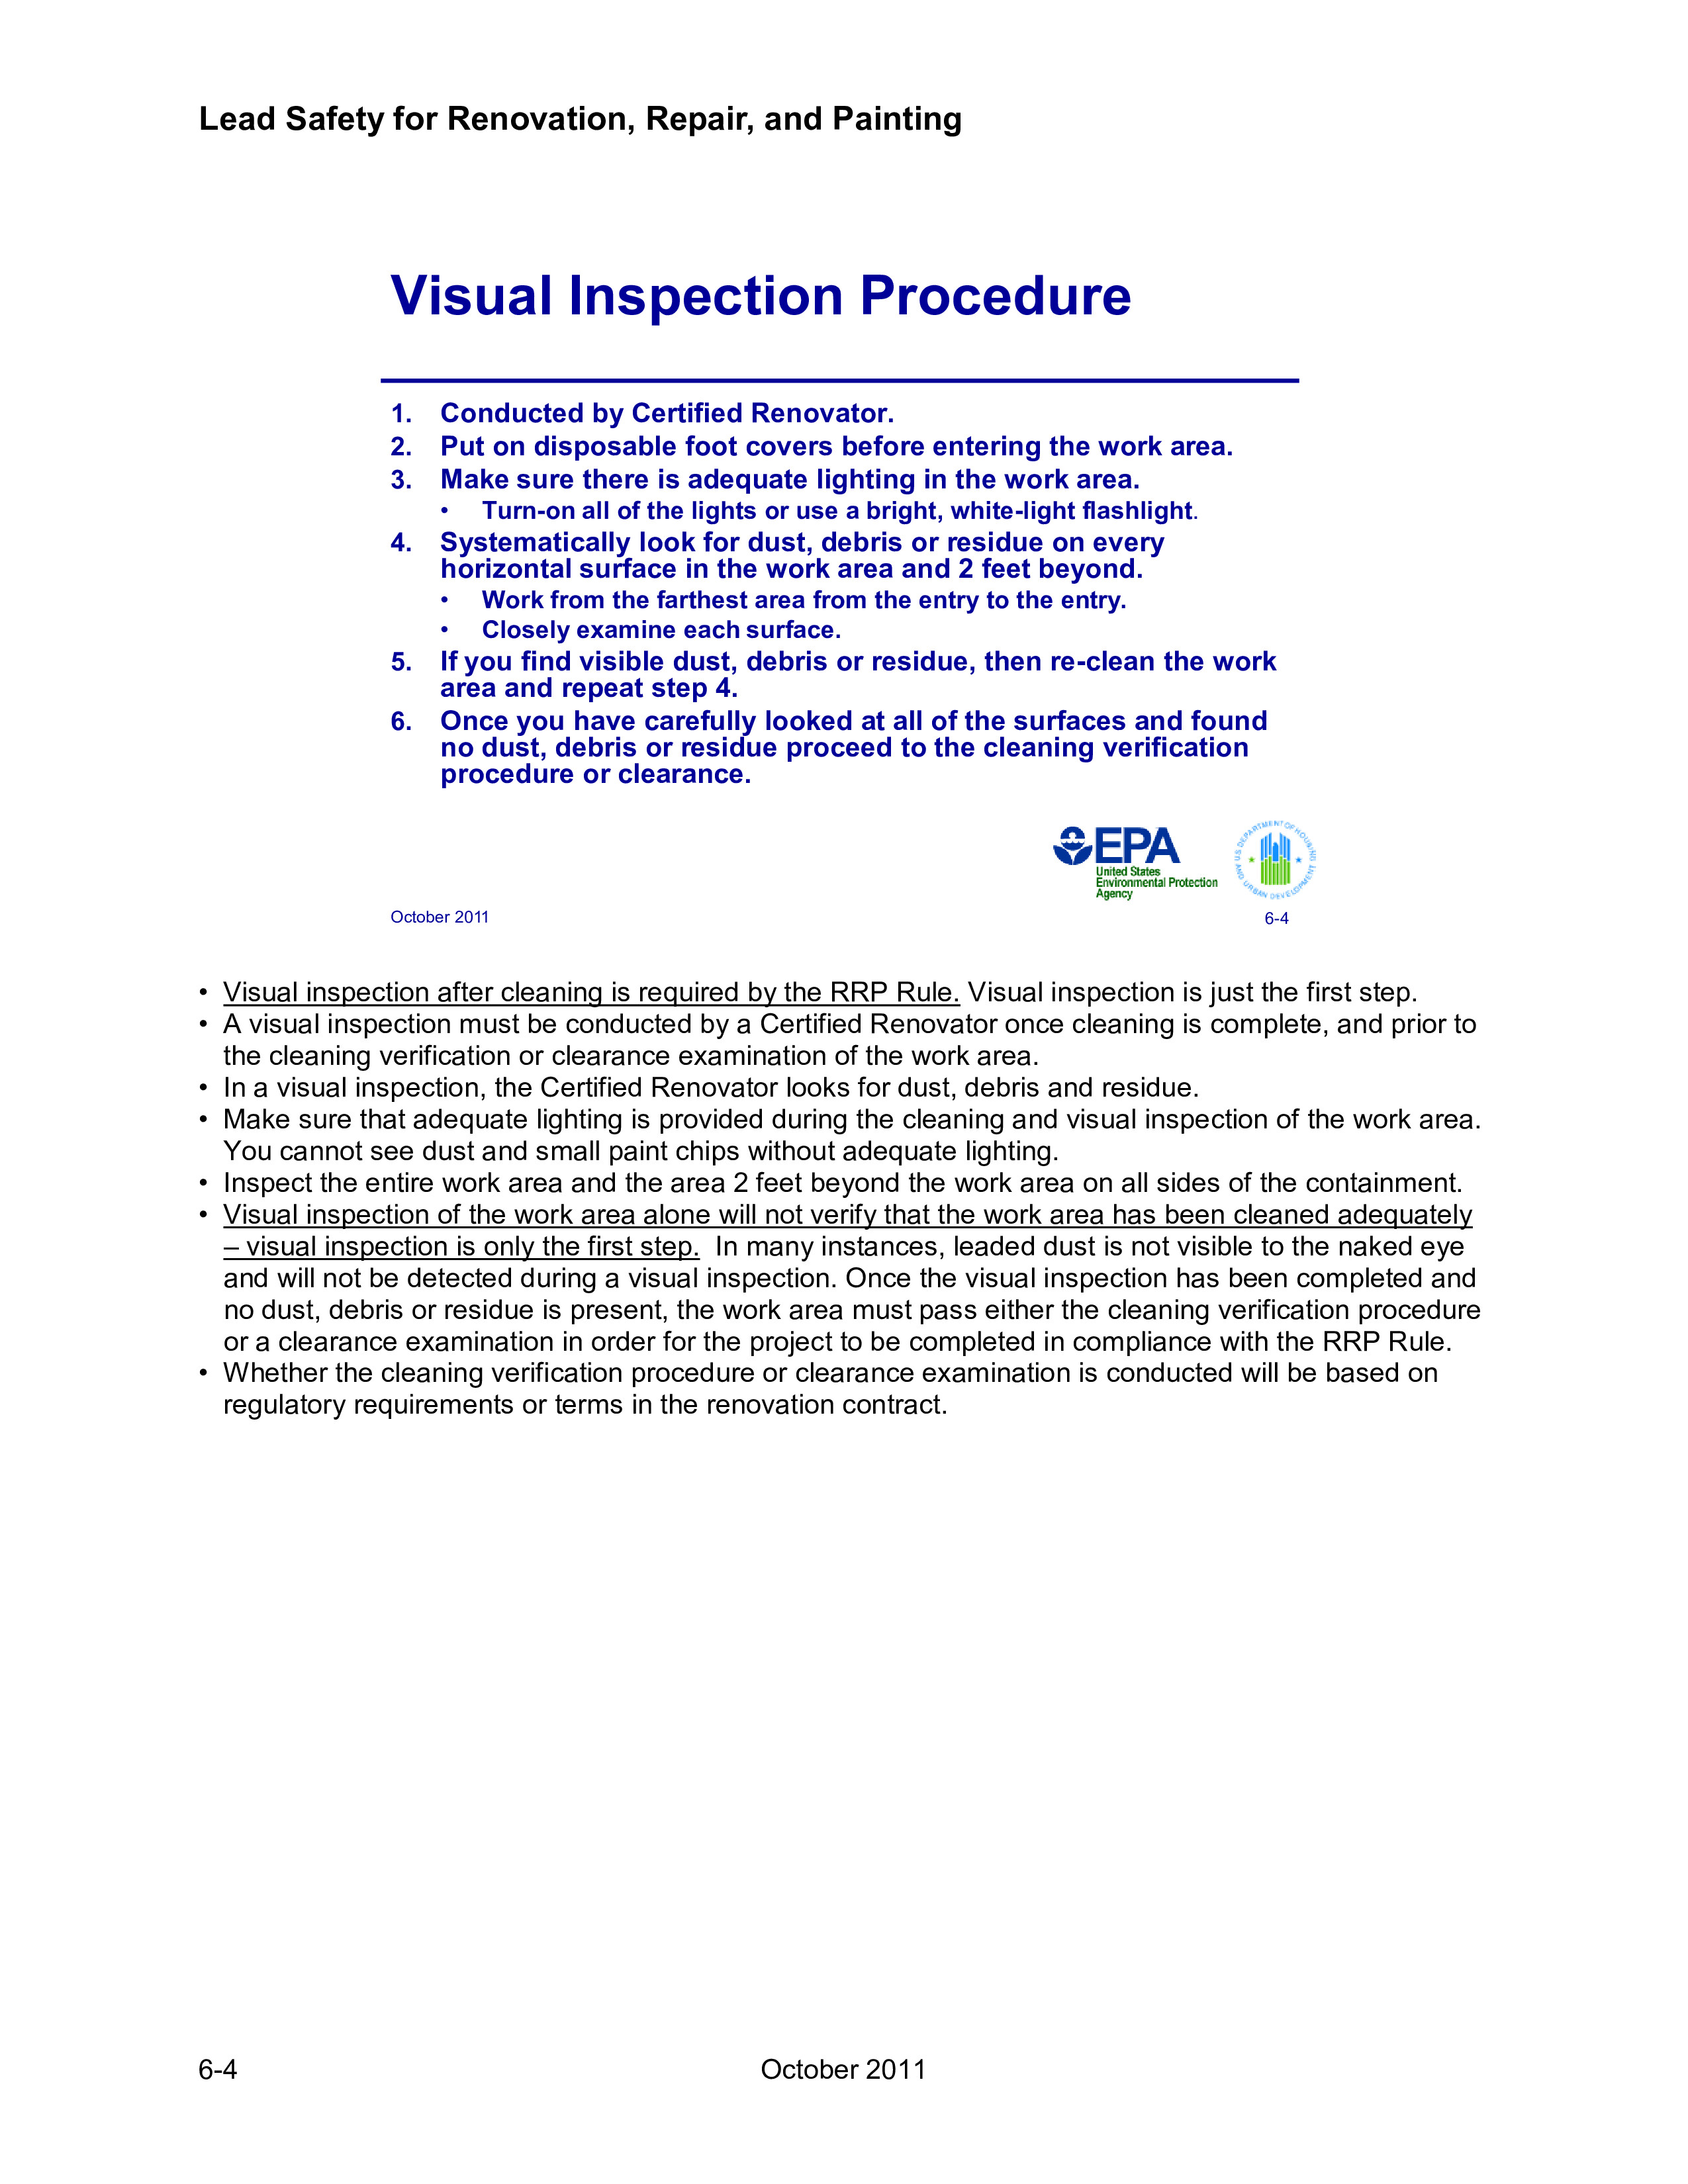 Lead Safety for Renovation, Repair, and Painting
Visual Inspection Procedure
1. Conducted by Certified Renovator.
2. Put on disposable foot covers before entering the work area.
3. Make sure there is adequate lighting in the work area.
• Turn-on all of the lights or use a bright, white-light flashlight.
4. Systematically look for dust, debris or residue on every
horizontal surface in the work area and 2 feet beyond.
• Work from the farthest area from the entry to the entry.
• Closely examine each surface.
5. If you find visible dust, debris or residue, then re-clean the work
area and repeat step 4.
6. Once you have carefully looked at all of the surfaces and found
no dust, debris or residue proceed to the cleaning verification
procedure or clearance.
EPA
United States
Environmental Protection
Agency
U.S. DEPARTMENT OF HOUSING AND URBAN DEVELOPMENT
October 2011
6-4
• Visual inspection after cleaning is required by the RRP Rule. Visual inspection is just the first step.
• A visual inspection must be conducted by a Certified Renovator once cleaning is complete, and prior to
the cleaning verification or clearance examination of the work area.
• In a visual inspection, the Certified Renovator looks for dust, debris and residue.
• Make sure that adequate lighting is provided during the cleaning and visual inspection of the work area.
You cannot see dust and small paint chips without adequate lighting.
• Inspect the entire work area and the area 2 feet beyond the work area on all sides of the containment.
• Visual inspection of the work area alone will not verify that the work area has been cleaned adequately
– visual inspection is only the first step. In many instances, leaded dust is not visible to the naked eye
and will not be detected during a visual inspection. Once the visual inspection has been completed and
no dust, debris or residue is present, the work area must pass either the cleaning verification procedure
or a clearance examination in order for the project to be completed in compliance with the RRP Rule.
• Whether the cleaning verification procedure or clearance examination is conducted will be based on
regulatory requirements or terms in the renovation contract.
6-4
October 2011